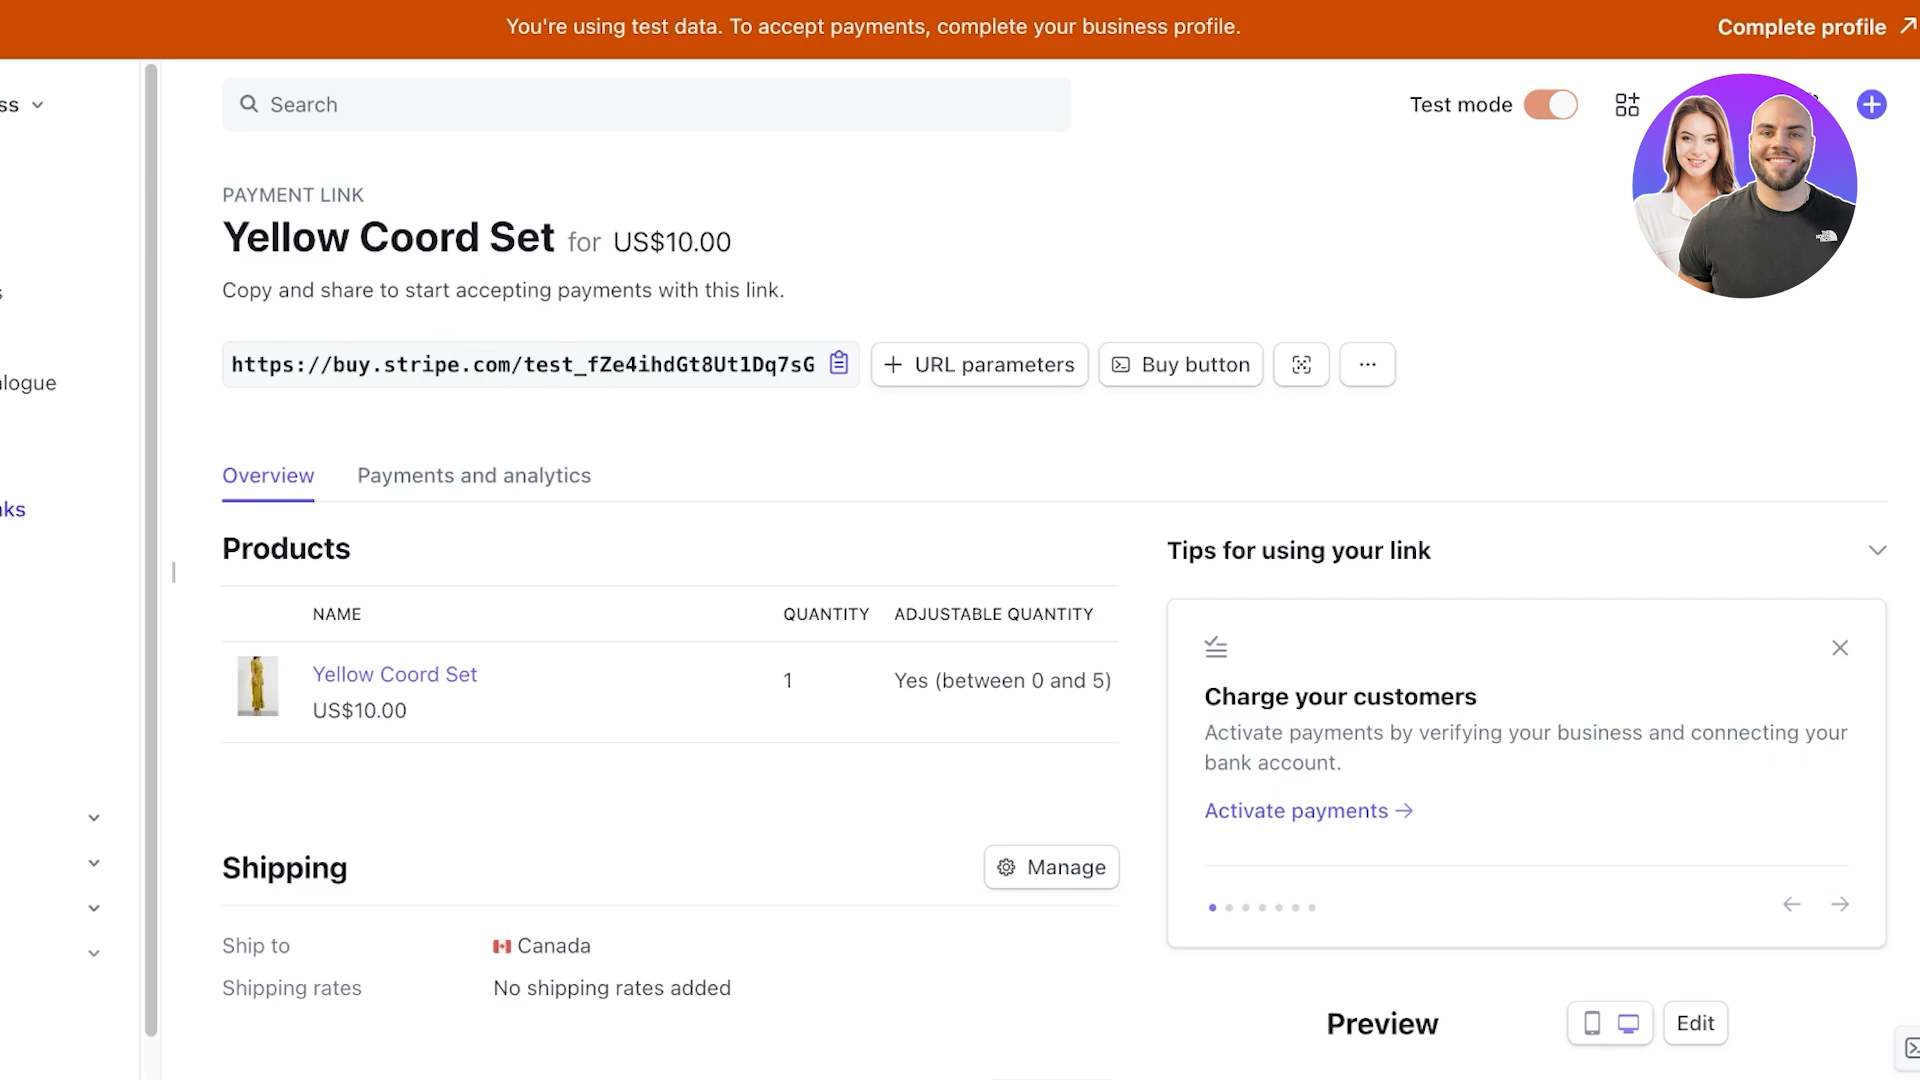 You're using test data. To accept payments, complete your business profile.
Complete profile
ss
Search
Test mode
PAYMENT LINK
Yellow Coord Set for US$10.00
Copy and share to start accepting payments with this link.
https://buy.stripe.com/test_fZe4ihdGt8Ut1Dq7sG
URL parameters
Buy button
s
alogue
Overview
Payments and analytics
nks
Products
Tips for using your link
NAME
QUANTITY
ADJUSTABLE QUANTITY
Yellow Coord Set
US$10.00
1
Yes (between 0 and 5)
Charge your customers
Activate payments by verifying your business and connecting your
bank account.
Activate payments
Shipping
Manage
Ship to
Canada
Shipping rates
No shipping rates added
Preview
Edit